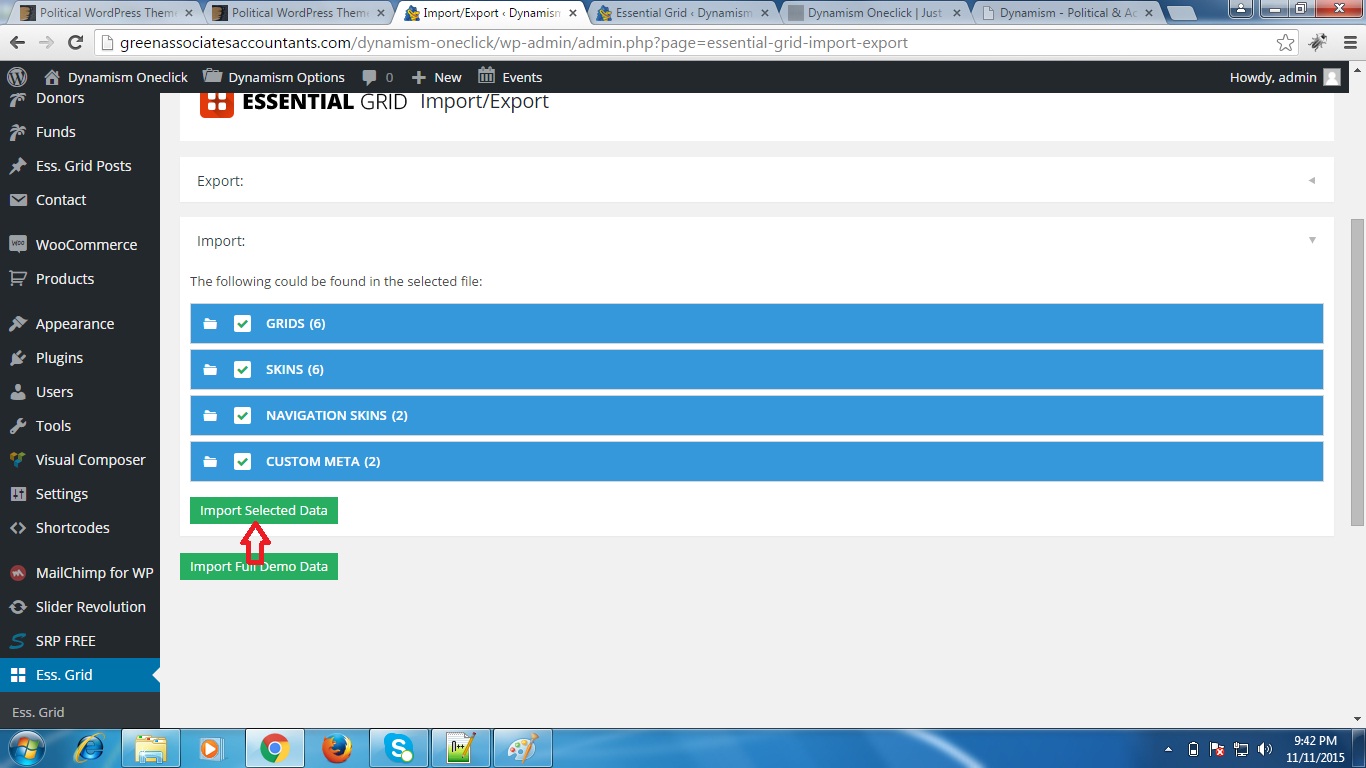 Political WordPress Theme
Political WordPress Theme
Import/Export ‹ Dynamism
Essential Grid ‹ Dynamism
Dynamism Oneclick | Just
Dynamism - Political & Ac
greenassociatesaccountants.com/dynamism-oneclick/wp-admin/admin.php?page=essential-grid-import-export
Dynamism Oneclick
Dynamism Options
0
New
Events
Howdy, admin
Donors
Funds
Ess. Grid Posts
Contact
WooCommerce
Products
Appearance
Plugins
Users
Tools
Visual Composer
Settings
Shortcodes
MailChimp for WP
Slider Revolution
SRP FREE
Ess. Grid
Ess. Grid
ESSENTIAL GRID Import/Export
Export:
Import:
The following could be found in the selected file:
GRIDS (6)
SKINS (6)
NAVIGATION SKINS (2)
CUSTOM META (2)
Import Selected Data
Import Full Demo Data
9:42 PM
11/11/2015